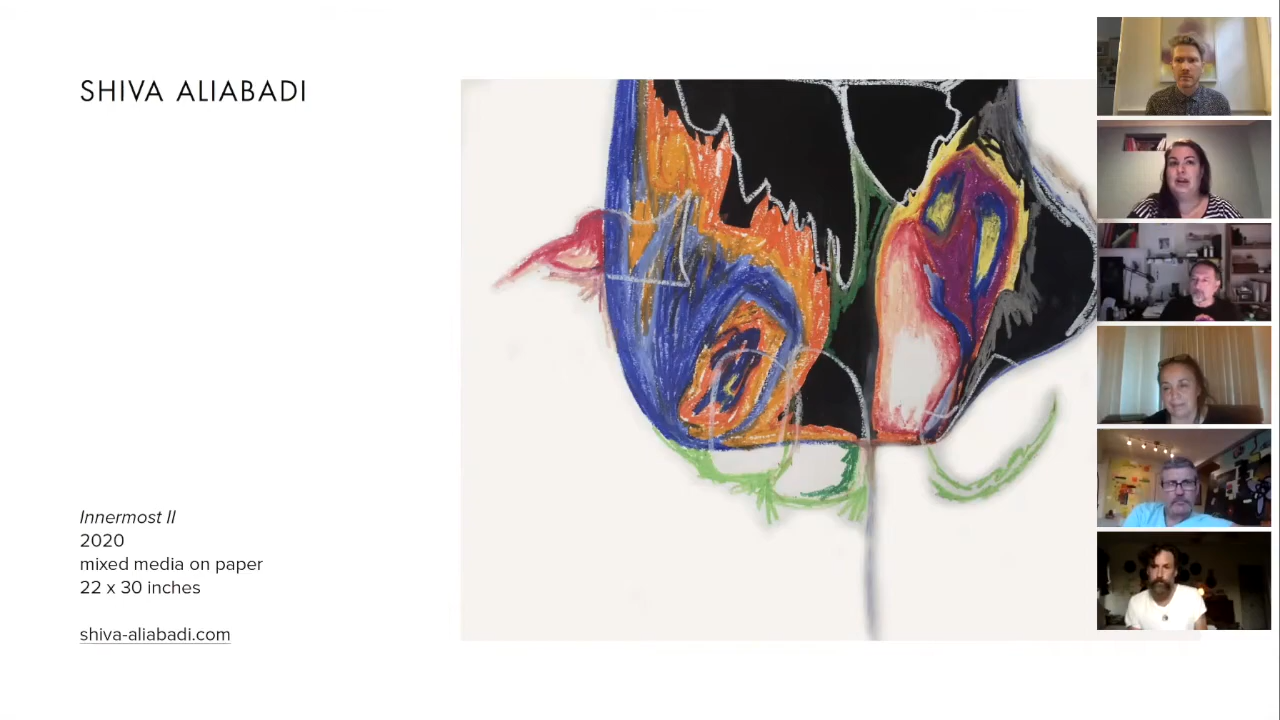 SHIVA ALIABADI
Innermost II
2020
mixed media on paper
22 x 30 inches
shiva-aliabadi.com